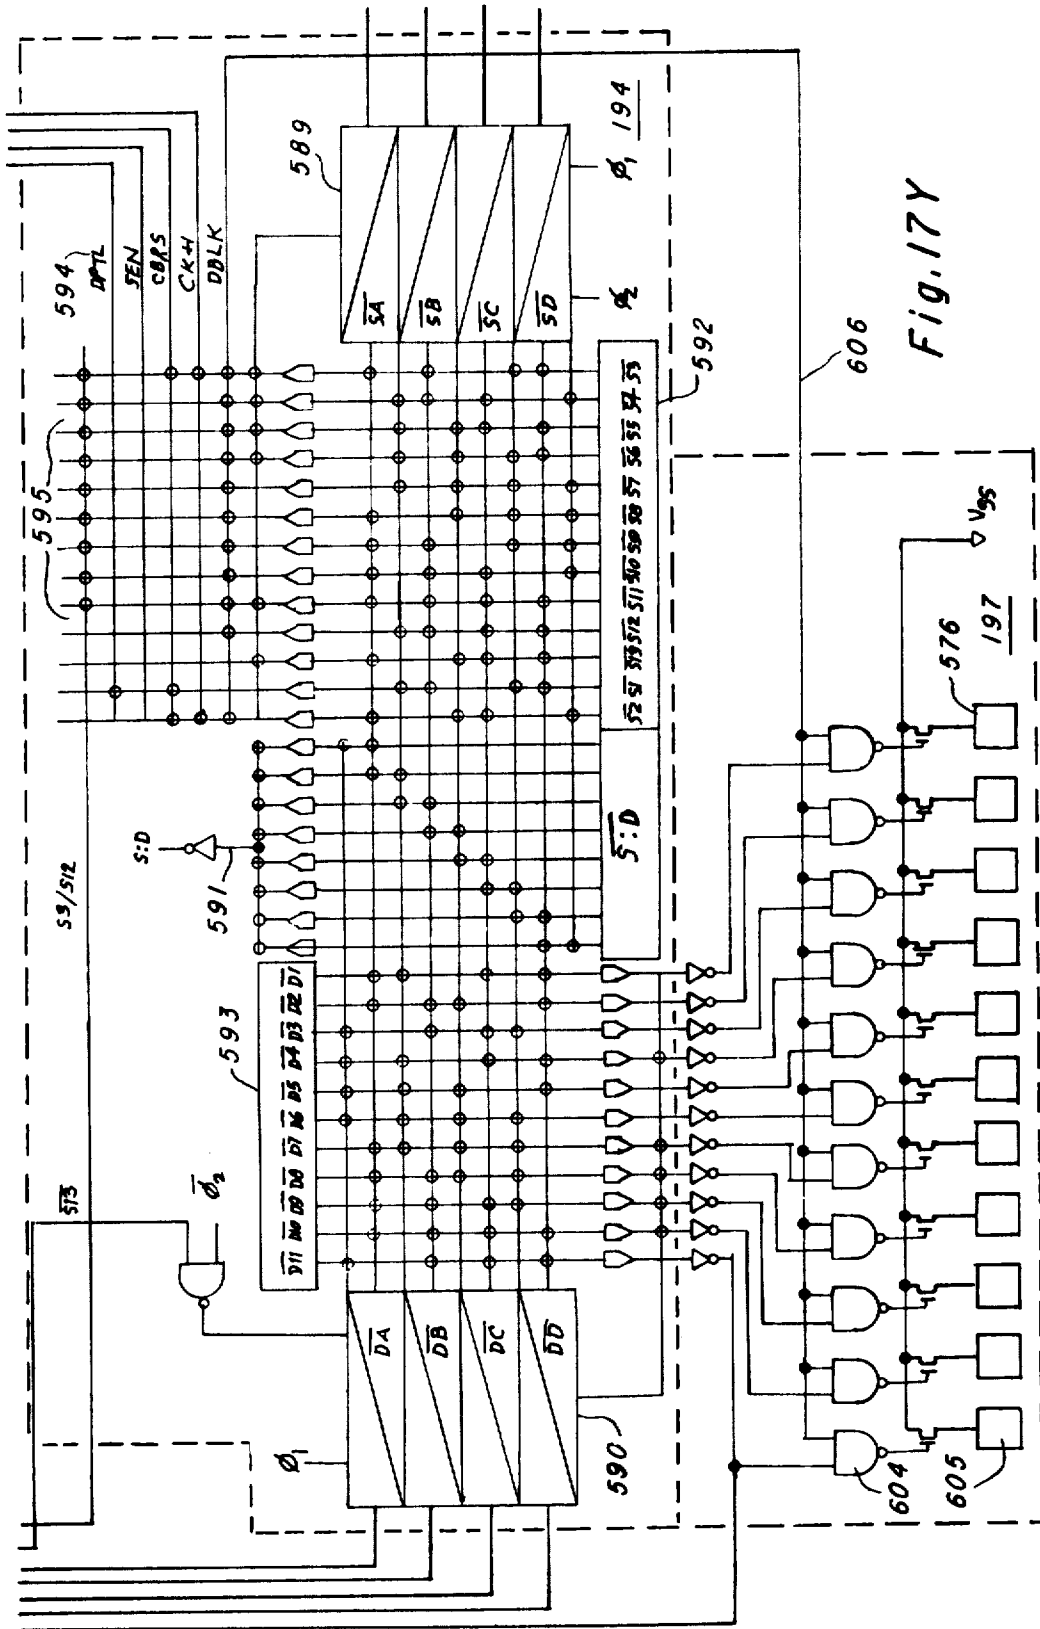 594
DPTL
SEN
CBRS
CKH
DBLK
595
589
194
S3/S12
S:D
591
SA
SB
SC
SD
Ø1
Ø2
S13
Ø2
593
D11 D10 D9 D8 D7 D6 D5 D4 D3 D2 D1
S:D
S2 S1 S13 S12 S11 S10 S9 S8 S7 S6 S5 S4 S3
592
Ø1
DA
DB
DC
DD
590
606
Fig. 17Y
Vss
604
605
576
197